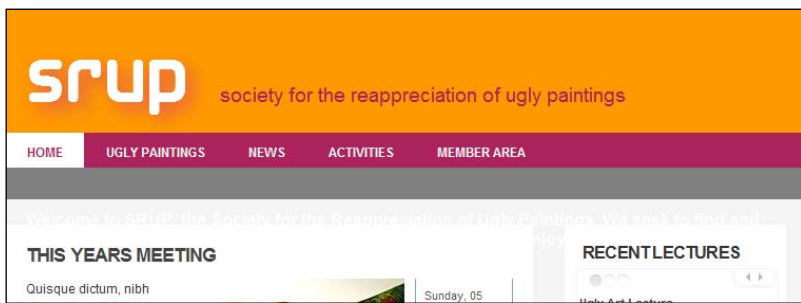 srup
society for the reappreciation of ugly paintings
HOME UGLY PAINTINGS NEWS ACTIVITIES MEMBER AREA
Welcome to SRUP, the Society for the Reappreciation of Ugly Paintings. We seek to find and
THIS YEARS MEETING
RECENT LECTURES
Quisque dictum, nibh
Sunday, 05
Ugly Art Lecture